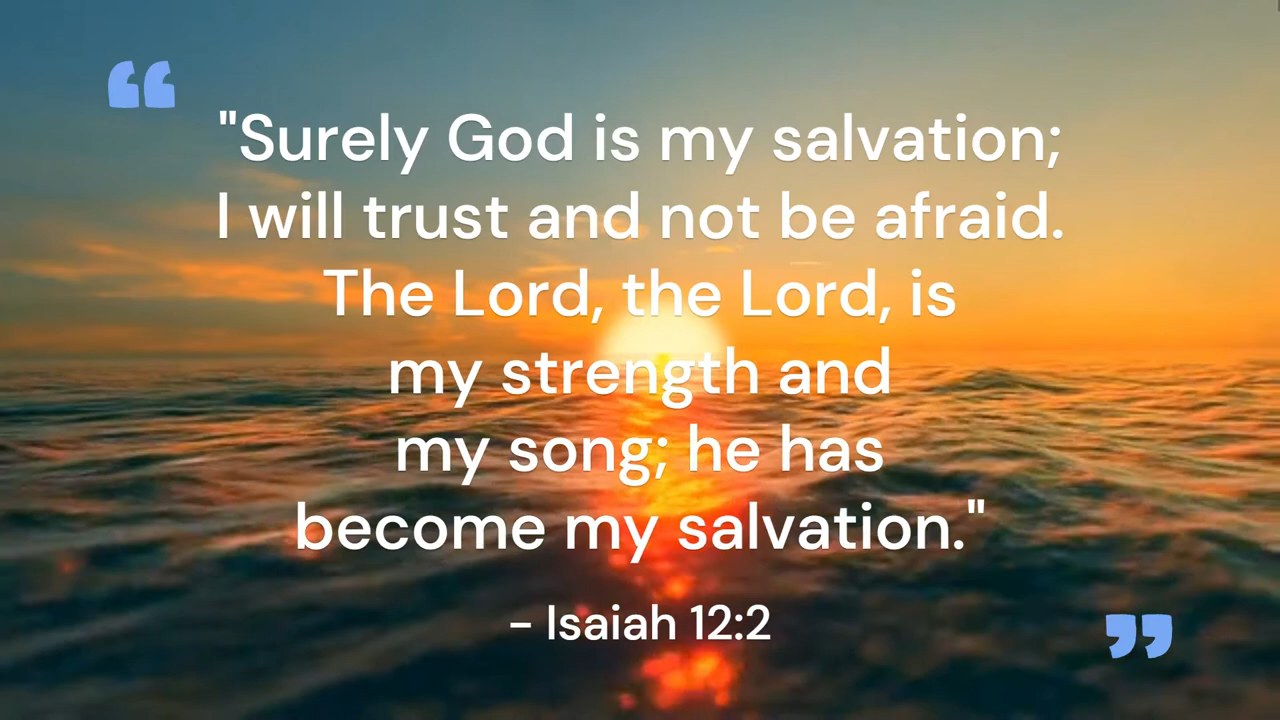 "Surely God is my salvation;
I will trust and not be afraid.
The Lord, the Lord, is
my strength and
my song; he has
become my salvation."
– Isaiah 12:2